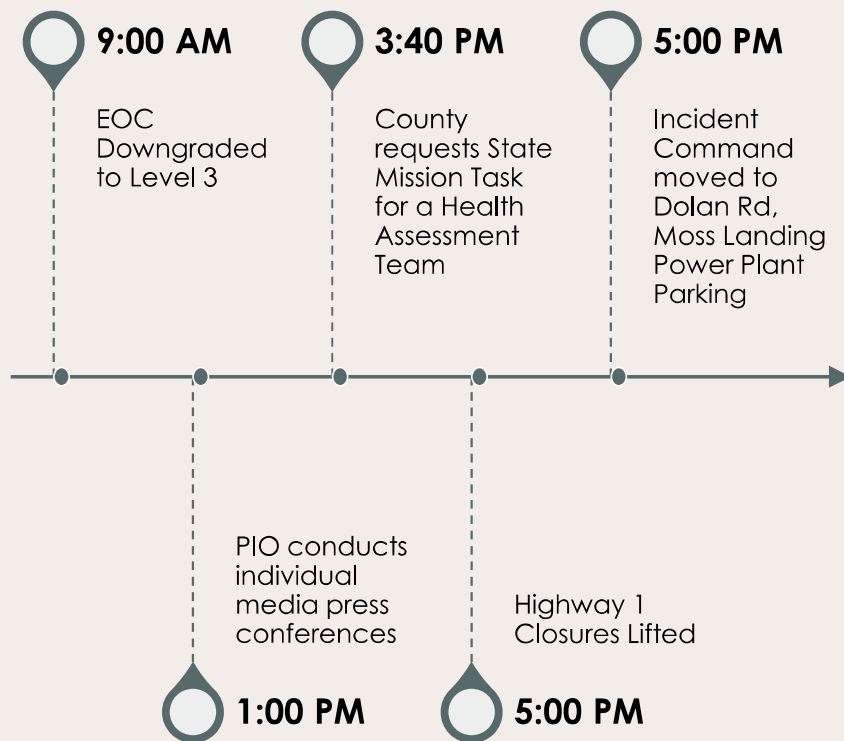 9:00 AM
EOC
Downgraded
to Level 3
3:40 PM
County
requests State
Mission Task
for a Health
Assessment
Team
5:00 PM
Incident
Command
moved to
Dolan Rd,
Moss Landing
Power Plant
Parking
PIO conducts
individual
media press
conferences
1:00 PM
Highway 1
Closures Lifted
5:00 PM